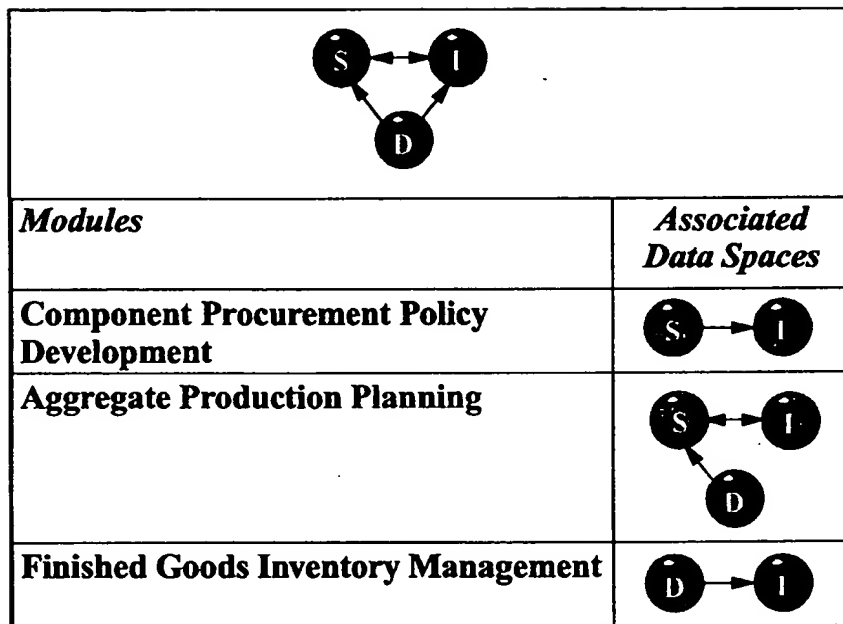 S I
D
Modules
Associated
Data Spaces
Component Procurement Policy
Development
S I
Aggregate Production Planning
S I
D
Finished Goods Inventory Management
D I